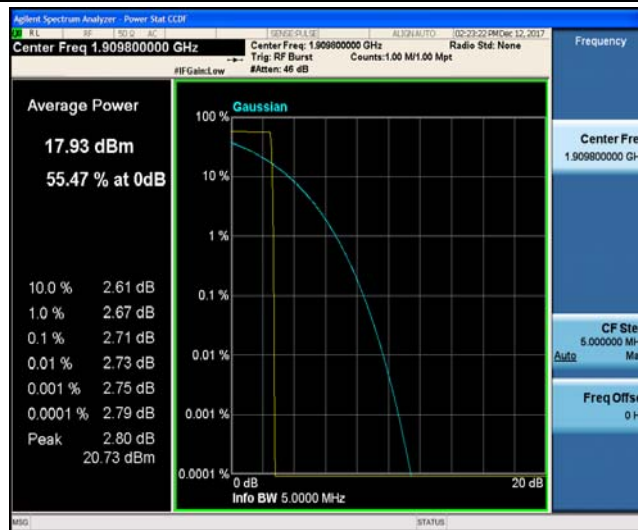 Agilent Spectrum Analyzer - Power Stat CCDF
RL RF 50 Ω AC SENSE:PULSE ALIGN AUTO 02:23:22 PM Dec 12, 2017
Center Freq 1.909800000 GHz
Center Freq: 1.909800000 GHz Radio Std: None
Trig: RF Burst Counts:1.00 M/1.00 Mpt
#IFGain:Low #Atten: 46 dB
Frequency
Average Power
17.93 dBm
55.47 % at 0dB
10.0 % 2.61 dB
1.0 % 2.67 dB
0.1 % 2.71 dB
0.01 % 2.73 dB
0.001 % 2.75 dB
0.0001 % 2.79 dB
Peak 2.80 dB
20.73 dBm
Gaussian
100 %
10 %
1 %
0.1 %
0.01 %
0.001 %
0.0001 %
0 dB 20 dB
Info BW 5.0000 MHz
Center Fre
1.909800000 GH
CF Ste
5.000000 MH
Auto Ma
Freq Offs
0 H
MSG STATUS